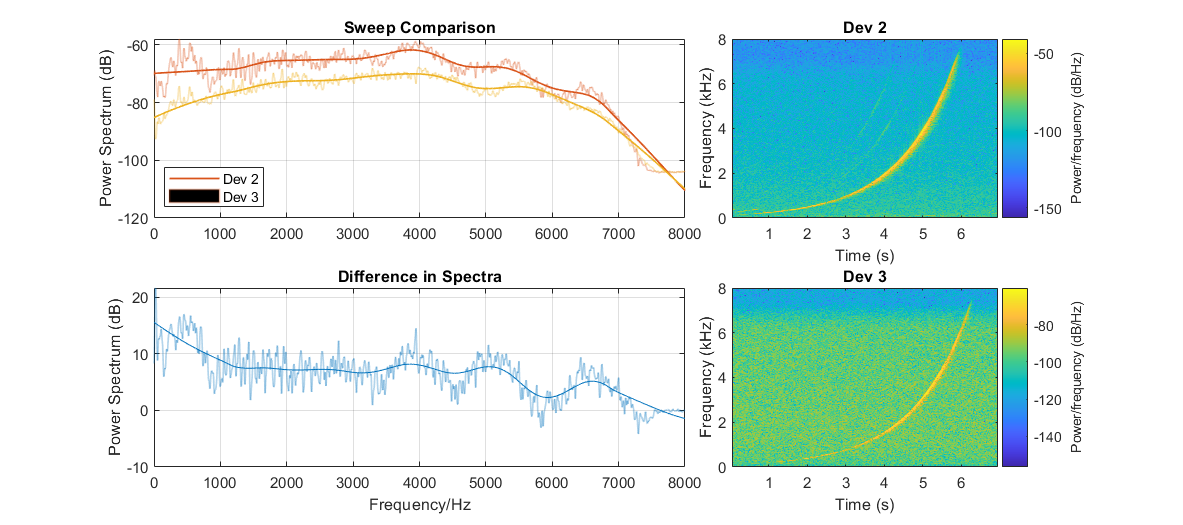 Sweep Comparison
Power Spectrum (dB)
-60
-80
-100
-120
Dev 2
Dev 3
0 1000 2000 3000 4000 5000 6000 7000 8000
Dev 2
Frequency (kHz)
8
6
4
2
0
1 2 3 4 5 6
Time (s)
-50
-100
-150
Power/frequency (dB/Hz)
Difference in Spectra
Power Spectrum (dB)
20
10
0
-10
0 1000 2000 3000 4000 5000 6000 7000 8000
Frequency/Hz
Dev 3
Frequency (kHz)
8
6
4
2
0
1 2 3 4 5 6
Time (s)
-80
-100
-120
-140
Power/frequency (dB/Hz)